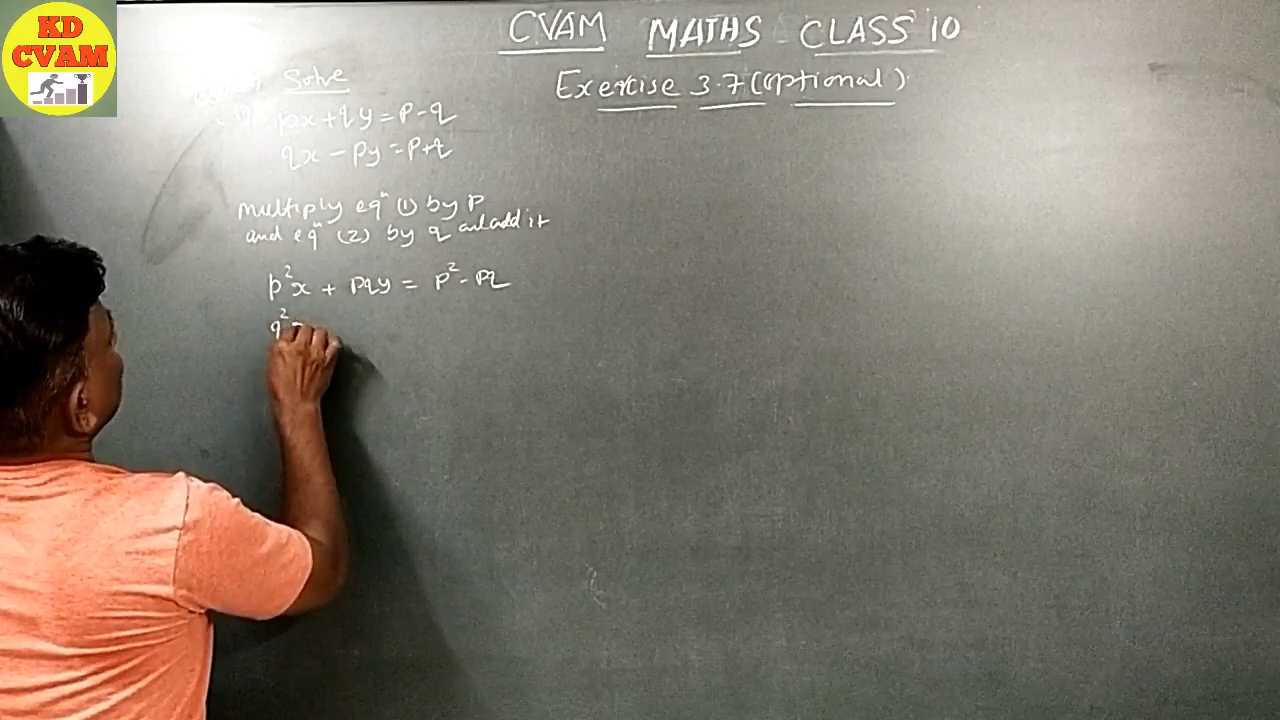 KD
CVAM
CVAM MATHS - CLASS 10
Exercise 3.7 (optional)
Solve
px + qy = p - q
qx - py = p+q
Multiply eqⁿ (1) by p
and eqⁿ (2) by q and add it
p²x + pqy = p² - pq
q²